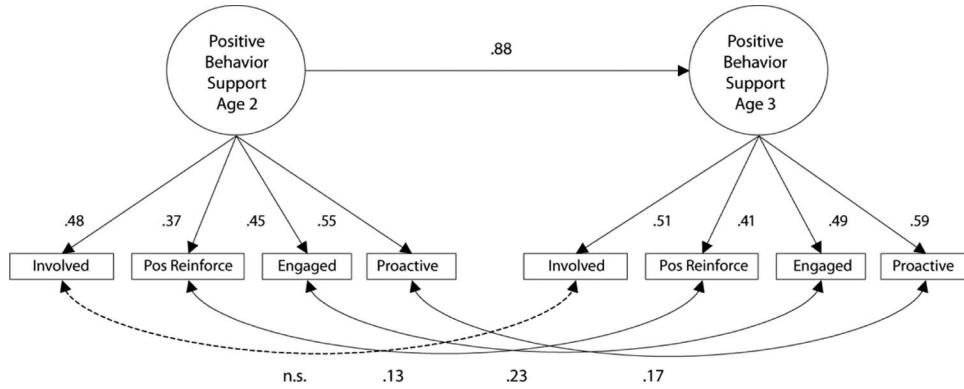 Positive
Behavior
Support
Age 2
.88
Positive
Behavior
Support
Age 3
.48
.37
.45
.55
.51
.41
.49
.59
Involved
Pos Reinforce
Engaged
Proactive
Involved
Pos Reinforce
Engaged
Proactive
n.s.
.13
.23
.17